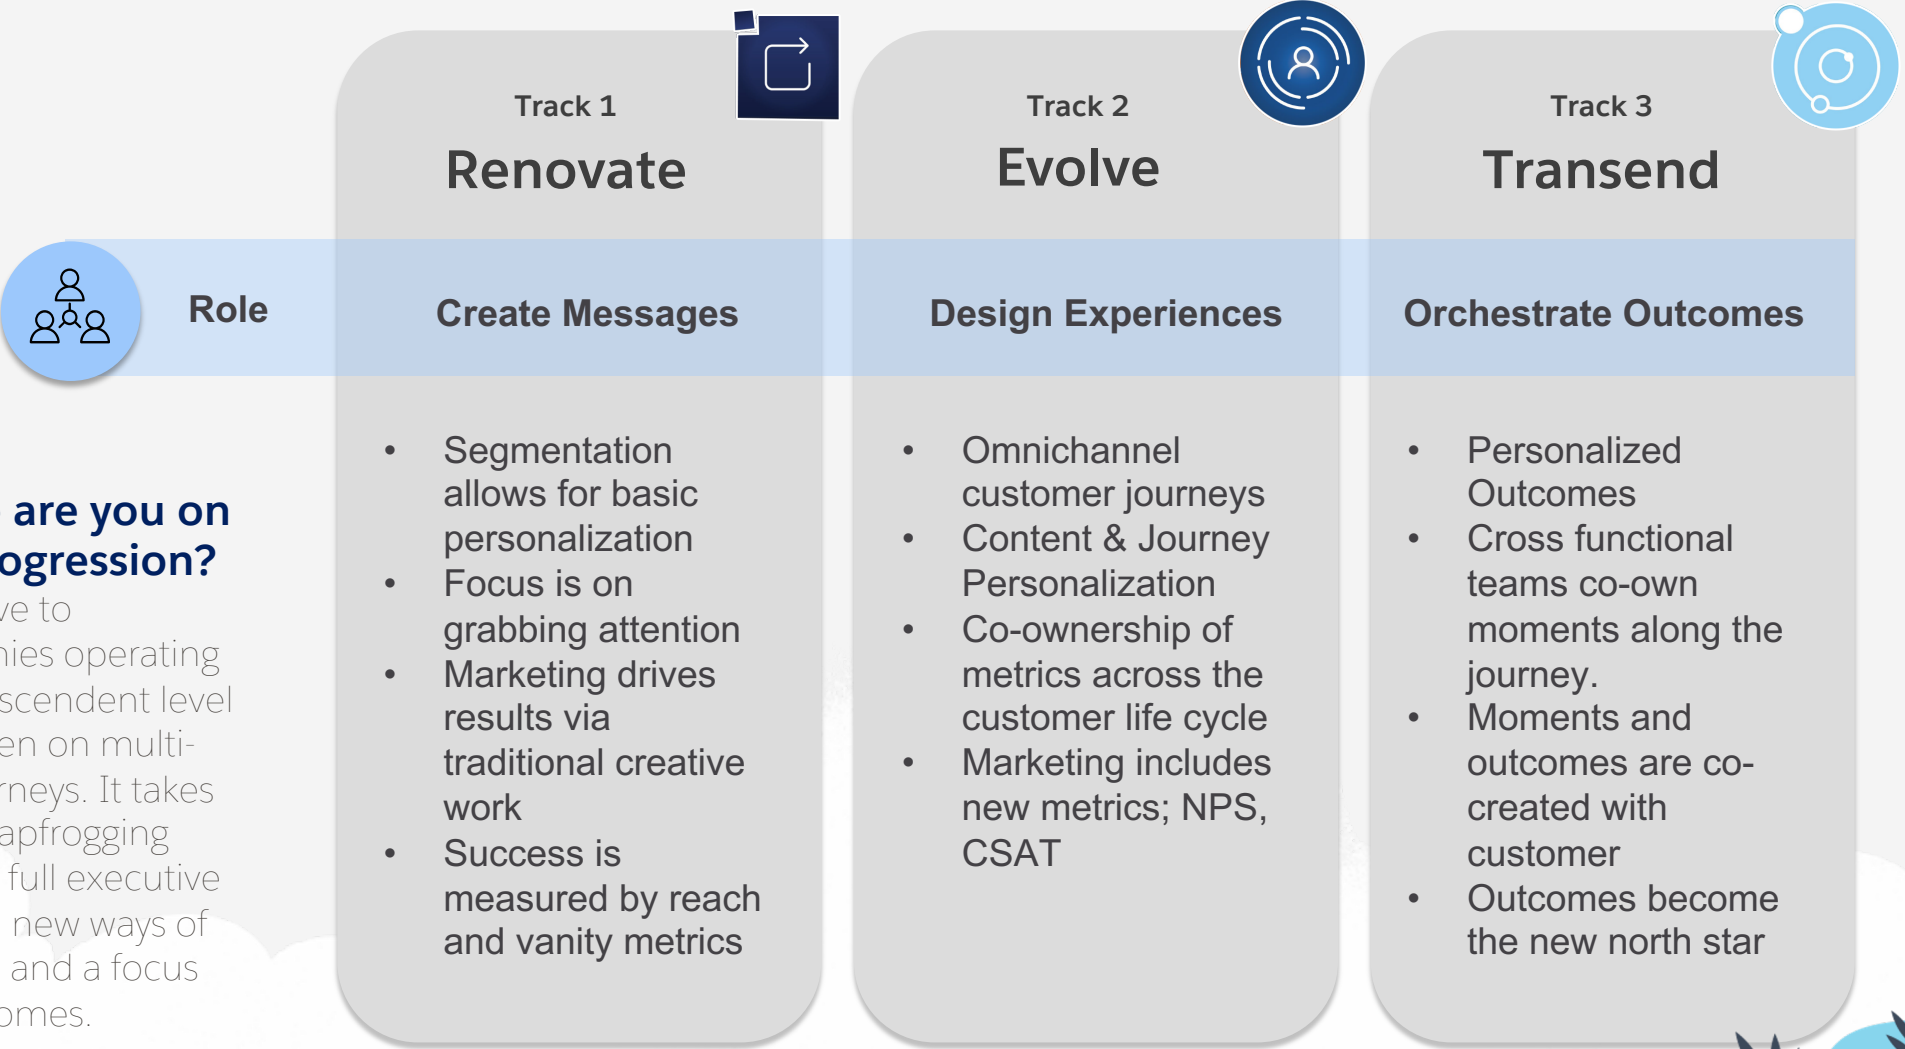 Track 1
Renovate
Track 2
Evolve
Track 3
Transend
Role
Create Messages
Design Experiences
Orchestrate Outcomes
are you on
ogression?
ve to
nies operating
scendent level
en on multi-
rneys. It takes
apfrogging
full executive
new ways of
and a focus
omes.
• Segmentation
allows for basic
personalization
• Focus is on
grabbing attention
• Marketing drives
results via
traditional creative
work
• Success is
measured by reach
and vanity metrics
• Omnichannel
customer journeys
• Content & Journey
Personalization
• Co-ownership of
metrics across the
customer life cycle
• Marketing includes
new metrics; NPS,
CSAT
• Personalized
Outcomes
• Cross functional
teams co-own
moments along the
journey.
• Moments and
outcomes are co-
created with
customer
• Outcomes become
the new north star